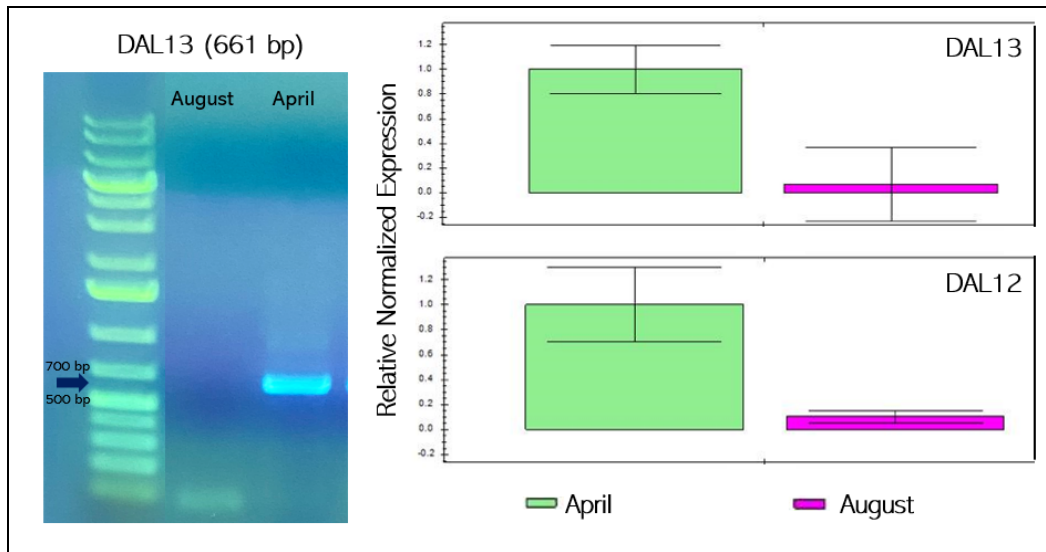 DAL13 (661 bp)
August April
700 bp
500 bp
Relative Normalized Expression
DAL13
1.2
1.0
0.8
0.6
0.4
0.2
0.0
-0.2
DAL12
1.2
1.0
0.8
0.6
0.4
0.2
0.0
-0.2
April August